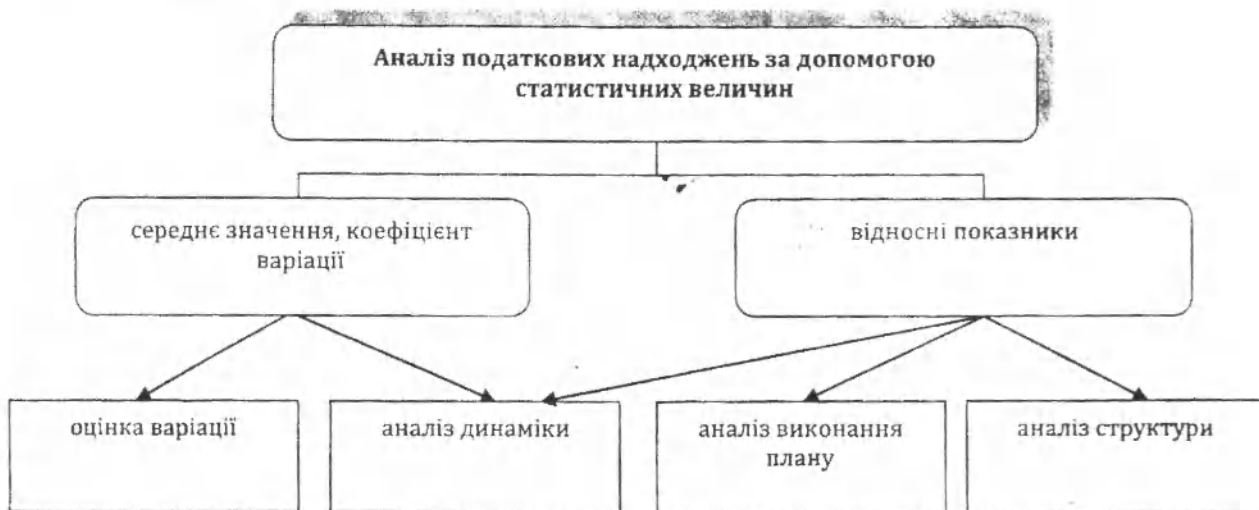 Аналіз податкових надходжень за допомогою
статистичних величин
середнє значення, коефіцієнт
варіації
відносні показники
оцінка варіації
аналіз динаміки
аналіз виконання
плану
аналіз структури